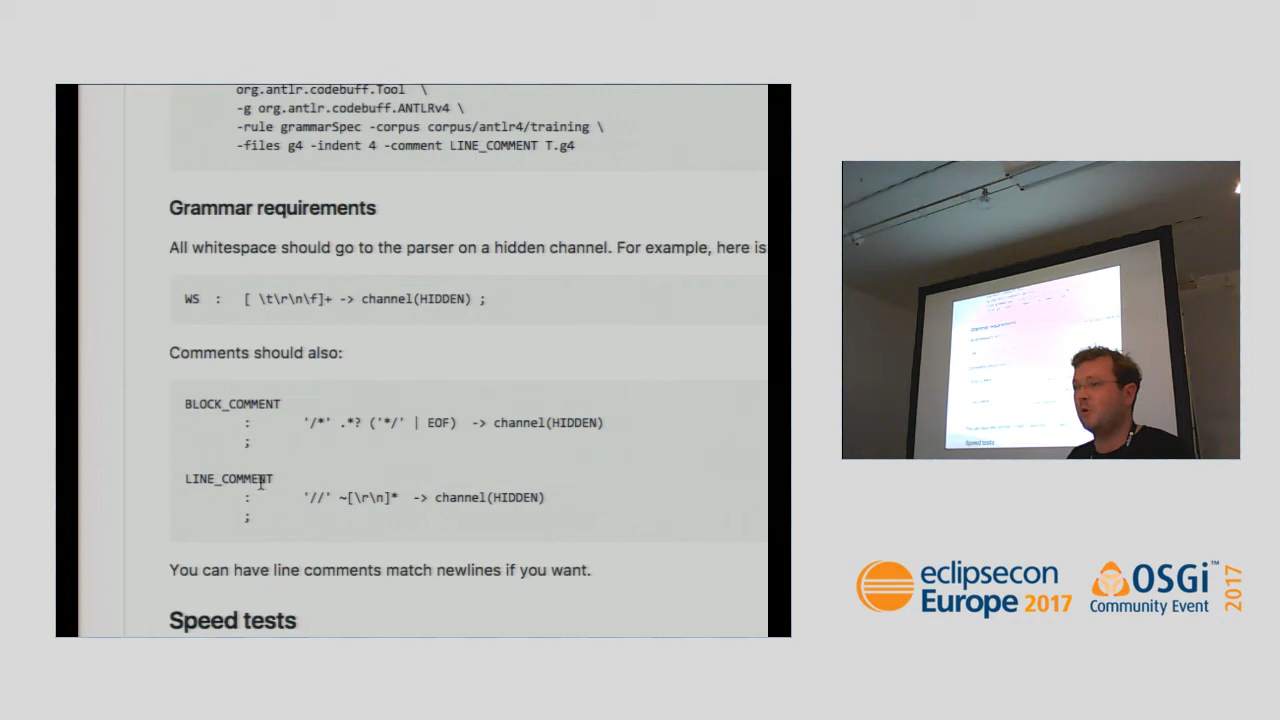 org.antlr.codebuff.Tool \
-g org.antlr.codebuff.ANTLRv4 \
-rule grammarSpec -corpus corpus/antlr4/training \
-files g4 -indent 4 -comment LINE_COMMENT T.g4
Grammar requirements
All whitespace should go to the parser on a hidden channel. For example, here is
WS : [ \t\r\n\f]+ -> channel(HIDDEN) ;
Comments should also:
BLOCK_COMMENT
: '/*' .*? ('*/' | EOF) -> channel(HIDDEN)
;
LINE_COMMENT
: '//' ~[\r\n]* -> channel(HIDDEN)
;
You can have line comments match newlines if you want.
Speed tests
Speed tests
eclipsecon
Europe 2017
OSGi™
Community Event
2017